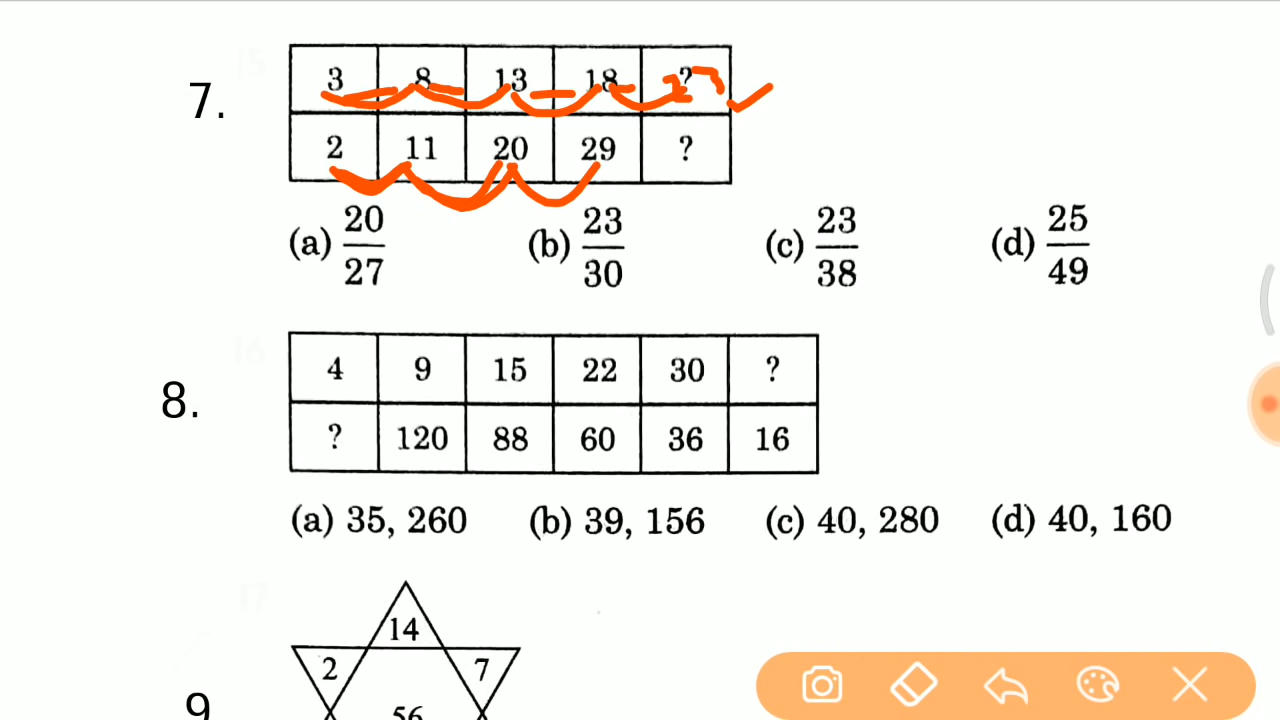 7.
3 8 13 18 ?
2 11 20 29 ?
(a) 20/27 (b) 23/30 (c) 23/38 (d) 25/49
8.
4 9 15 22 30 ?
? 120 88 60 36 16
(a) 35, 260 (b) 39, 156 (c) 40, 280 (d) 40, 160
14
2 7
9
56